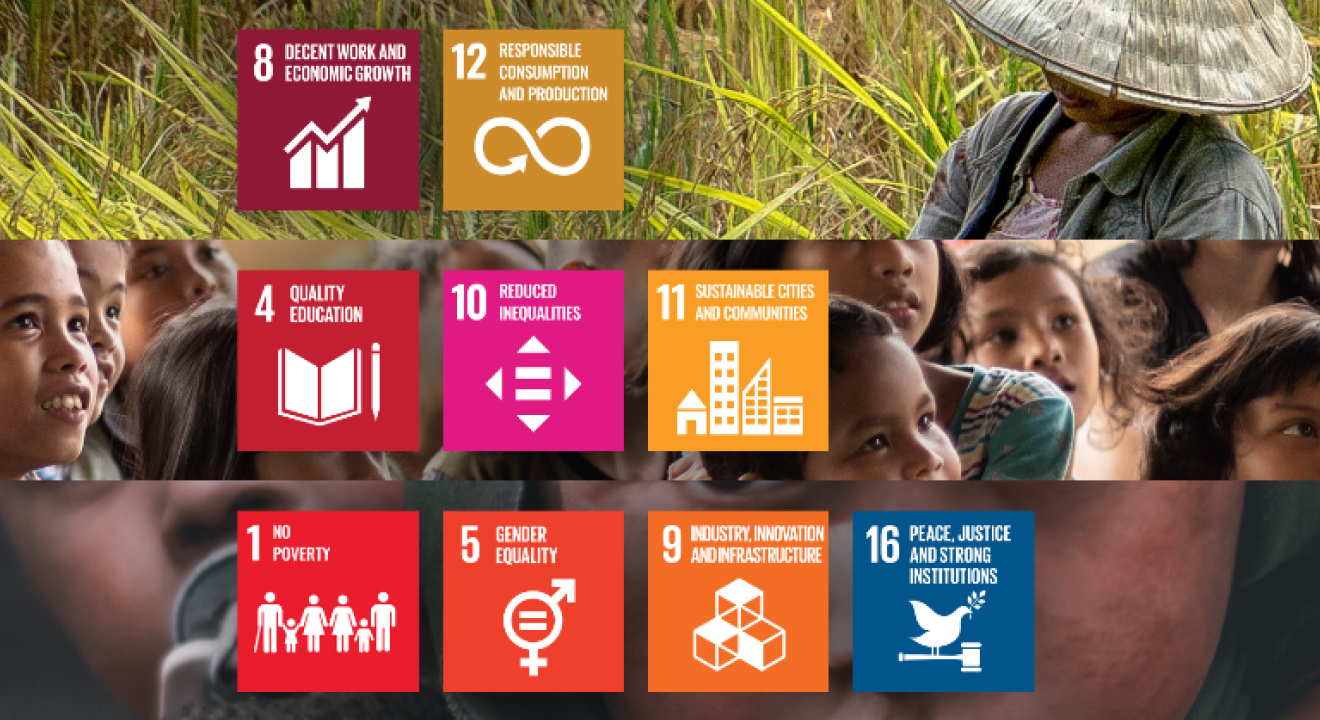 8 DECENT WORK AND
ECONOMIC GROWTH
12 RESPONSIBLE
CONSUMPTION
AND PRODUCTION
4 QUALITY
EDUCATION
10 REDUCED
INEQUALITIES
11 SUSTAINABLE CITIES
AND COMMUNITIES
1 NO
POVERTY
5 GENDER
EQUALITY
9 INDUSTRY, INNOVATION
AND INFRASTRUCTURE
16 PEACE, JUSTICE
AND STRONG
INSTITUTIONS